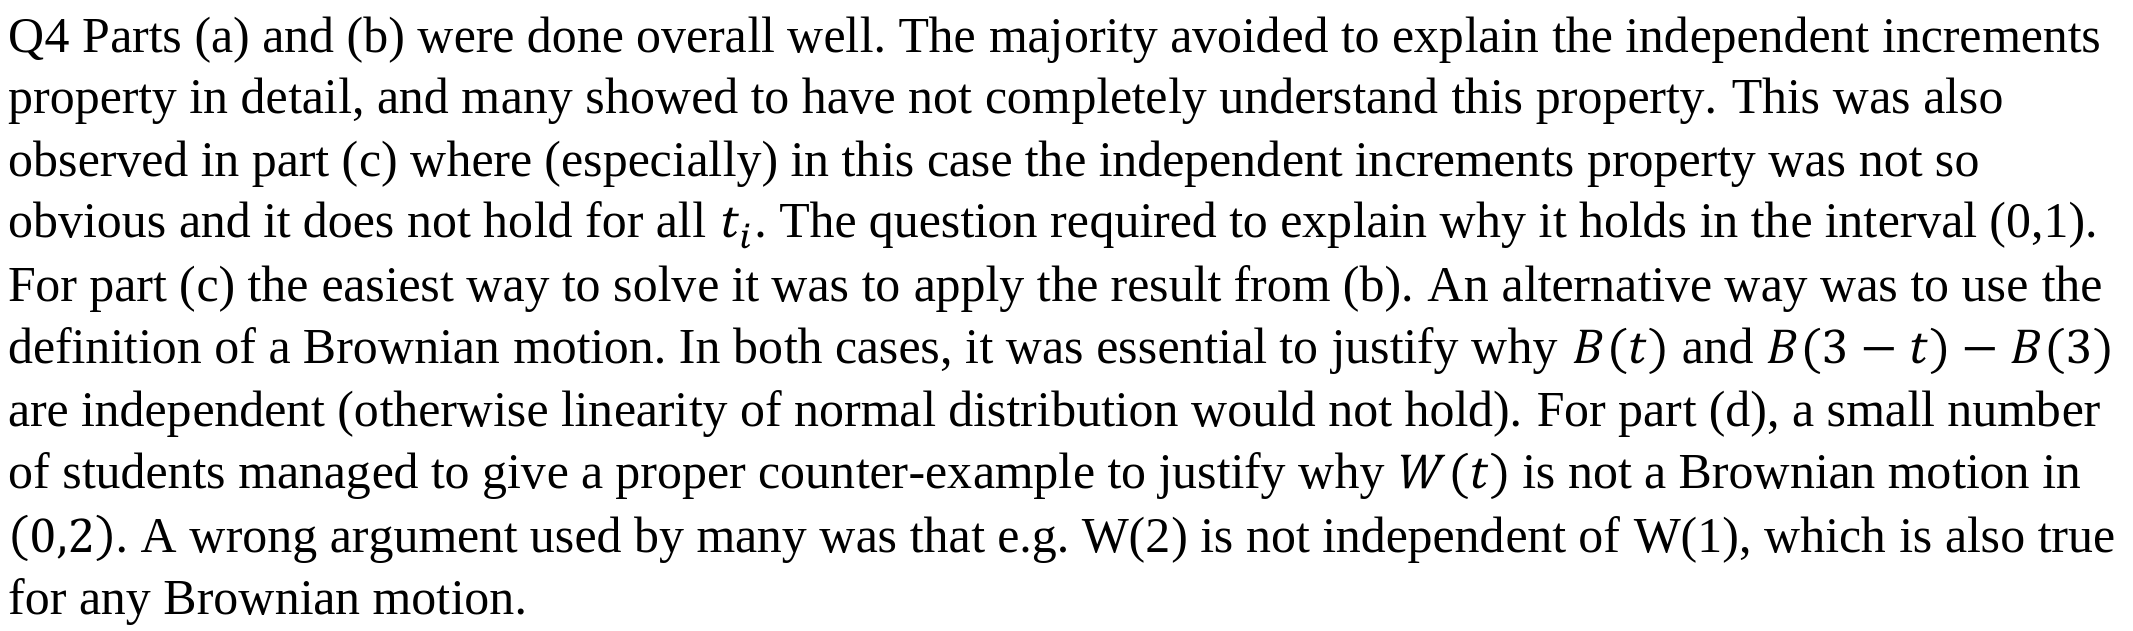 Q4 Parts (a) and (b) were done overall well. The majority avoided to explain the independent increments
property in detail, and many showed to have not completely understand this property. This was also
observed in part (c) where (especially) in this case the independent increments property was not so
obvious and it does not hold for all tᵢ. The question required to explain why it holds in the interval (0,1).
For part (c) the easiest way to solve it was to apply the result from (b). An alternative way was to use the
definition of a Brownian motion. In both cases, it was essential to justify why B(t) and B(3 − t) − B(3)
are independent (otherwise linearity of normal distribution would not hold). For part (d), a small number
of students managed to give a proper counter-example to justify why W(t) is not a Brownian motion in
(0,2). A wrong argument used by many was that e.g. W(2) is not independent of W(1), which is also true
for any Brownian motion.